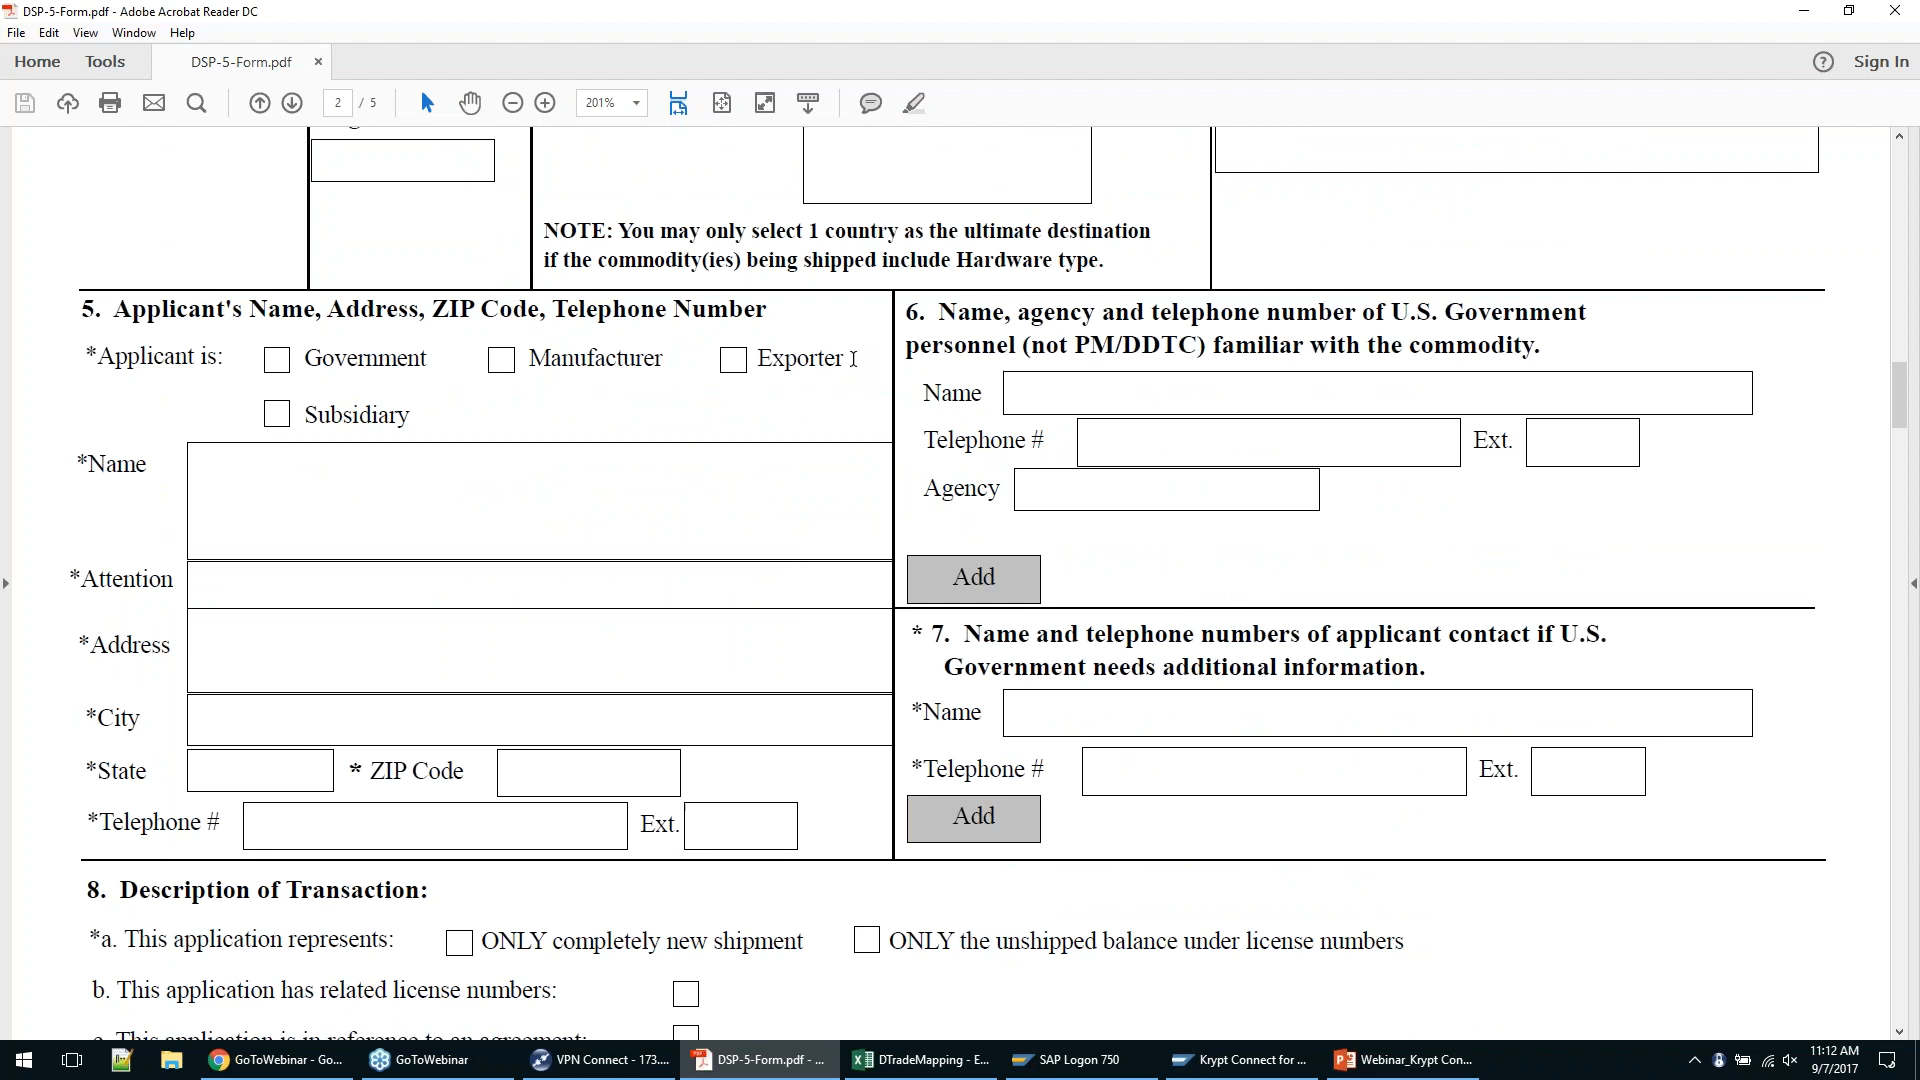 DSP-5-Form.pdf - Adobe Acrobat Reader DC
File Edit View Window Help
Home Tools DSP-5-Form.pdf × Sign In
2 / 5 201%
NOTE: You may only select 1 country as the ultimate destination
if the commodity(ies) being shipped include Hardware type.
5. Applicant's Name, Address, ZIP Code, Telephone Number
*Applicant is: Government Manufacturer Exporter
Subsidiary
*Name
*Attention
*Address
*City
*State * ZIP Code
*Telephone # Ext.
6. Name, agency and telephone number of U.S. Government
personnel (not PM/DDTC) familiar with the commodity.
Name
Telephone # Ext.
Agency
Add
* 7. Name and telephone numbers of applicant contact if U.S.
Government needs additional information.
*Name
*Telephone # Ext.
Add
8. Description of Transaction:
*a. This application represents: ONLY completely new shipment ONLY the unshipped balance under license numbers
b. This application has related license numbers:
c. This application is in reference to an agreement:
GoToWebinar - Go... GoToWebinar VPN Connect - 173.... DSP-5-Form.pdf - ... DTradeMapping - E... SAP Logon 750 Krypt Connect for ... Webinar_Krypt Con... 11:12 AM
9/7/2017